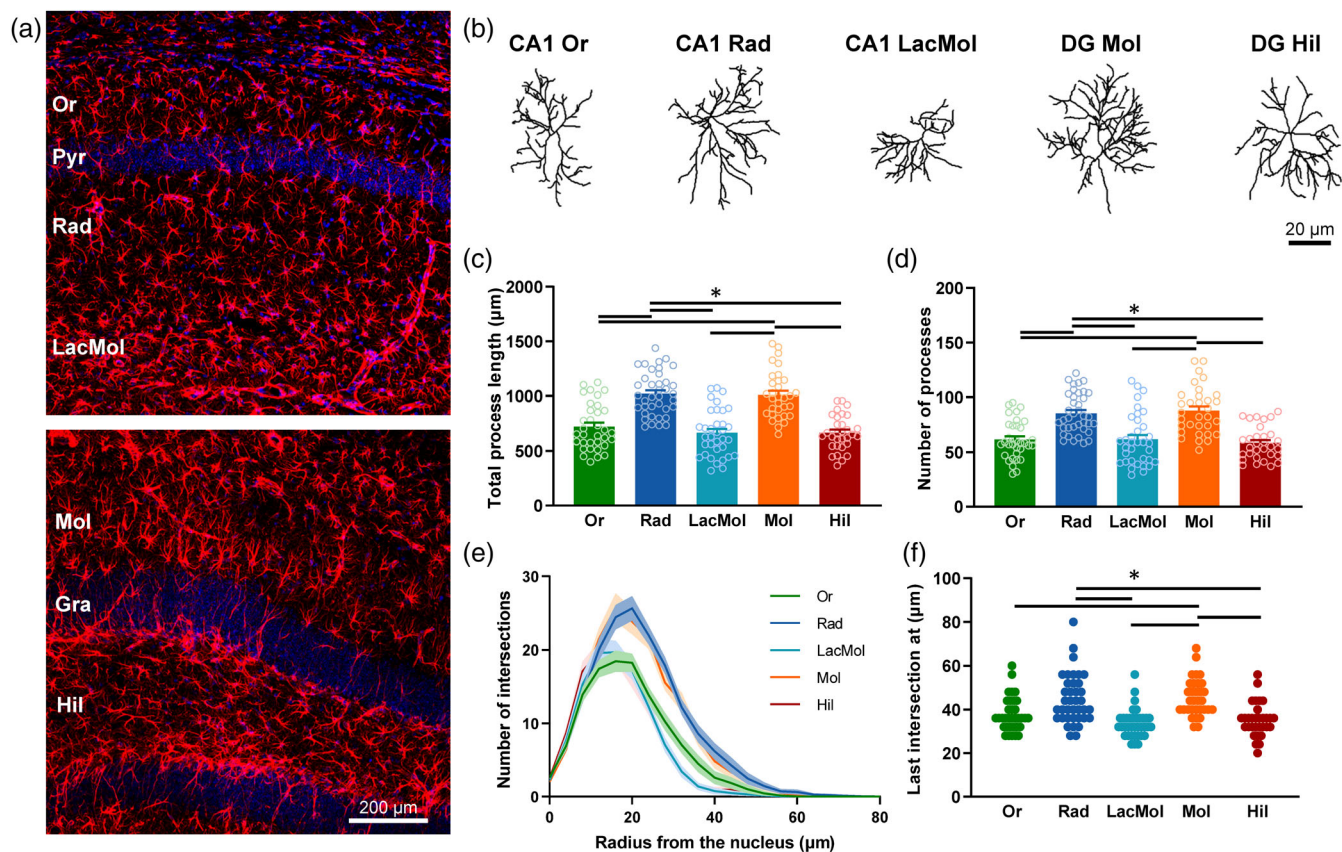 (a)
Or
Pyr
Rad
LacMol
Mol
Gra
Hil
200 µm
(b)
CA1 Or CA1 Rad CA1 LacMol DG Mol DG Hil
20 µm
(c)
Total process length (µm)
2000
1500
1000
500
0
*
Or Rad LacMol Mol Hil
(d)
Number of processes
200
150
100
50
0
*
Or Rad LacMol Mol Hil
(e)
Number of intersections
30
20
10
0
0 20 40 60 80
Radius from the nucleus (µm)
Or
Rad
LacMol
Mol
Hil
(f)
Last intersection at (µm)
100
80
60
40
20
0
*
Or Rad LacMol Mol Hil